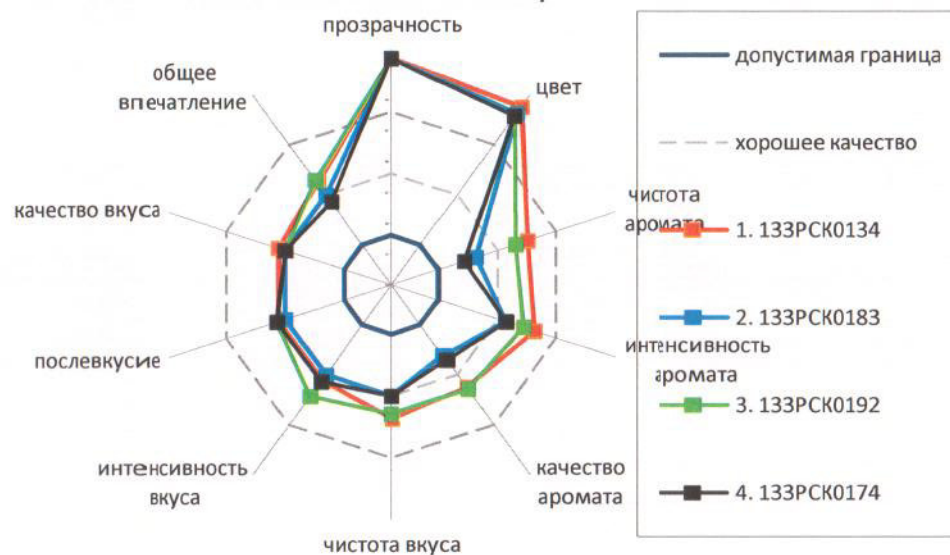 прозрачность
общее
впечатление
цвет
чистота
аромата
качество вкуса
интенсивность
аромата
послевкусие
качество
аромата
интенсивность
вкуса
чистота вкуса
допустимая граница
хорошее качество
1. 133РСК0134
2. 133РСК0183
3. 133РСК0192
4. 133РСК0174